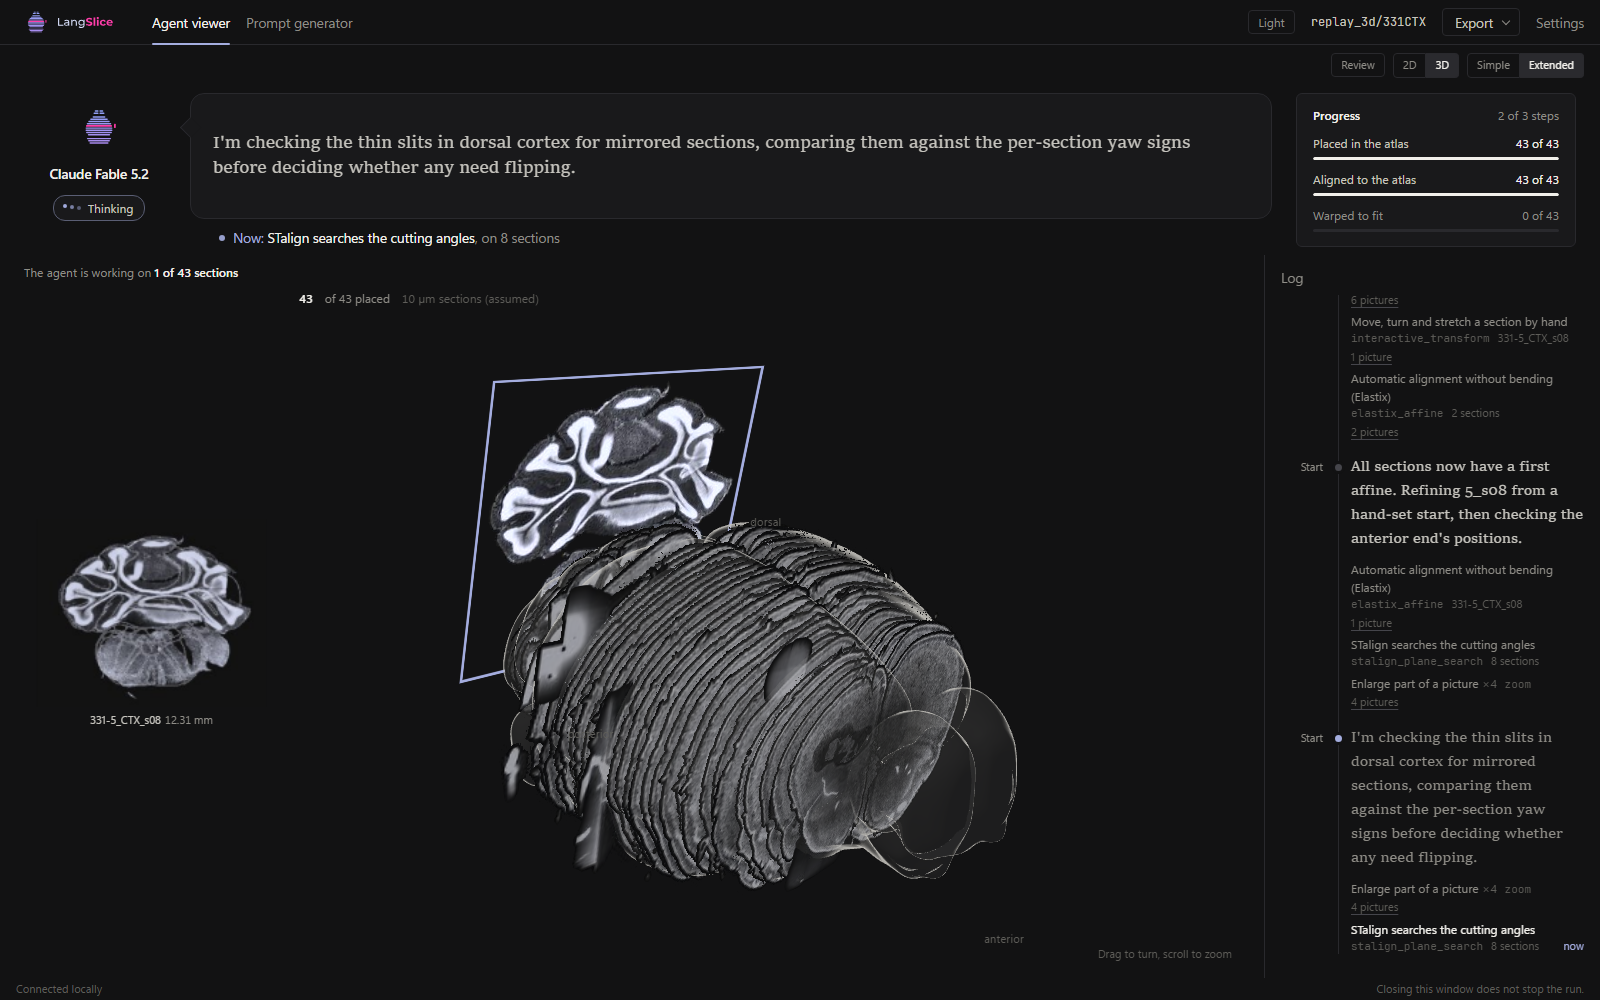 LangSlice
Agent viewer
Prompt generator
Light
replay_3d/331CTX
Export
Settings
Review
2D
3D
Simple
Extended
Claude Fable 5.2
Thinking
I'm checking the thin slits in dorsal cortex for mirrored sections, comparing them against the per-section yaw signs
before deciding whether any need flipping.
Now: STalign searches the cutting angles, on 8 sections
Progress
2 of 3 steps
Placed in the atlas
43 of 43
Aligned to the atlas
43 of 43
Warped to fit
0 of 43
The agent is working on 1 of 43 sections
43 of 43 placed 10 µm sections (assumed)
dorsal
anterior
331-5_CTX_s08 12.31 mm
Drag to turn, scroll to zoom
Log
6 pictures
Move, turn and stretch a section by hand
interactive_transform 331-5_CTX_s08
1 picture
Automatic alignment without bending
(Elastix)
elastix_affine 2 sections
2 pictures
Start
All sections now have a first
affine. Refining 5_s08 from a
hand-set start, then checking the
anterior end's positions.
Automatic alignment without bending
(Elastix)
elastix_affine 331-5_CTX_s08
1 picture
STalign searches the cutting angles
stalign_plane_search 8 sections
Enlarge part of a picture ×4 zoom
4 pictures
Start
I'm checking the thin slits in
dorsal cortex for mirrored
sections, comparing them
against the per-section yaw
signs before deciding whether
any need flipping.
Enlarge part of a picture ×4 zoom
4 pictures
STalign searches the cutting angles
stalign_plane_search 8 sections
now
Connected locally
Closing this window does not stop the run.